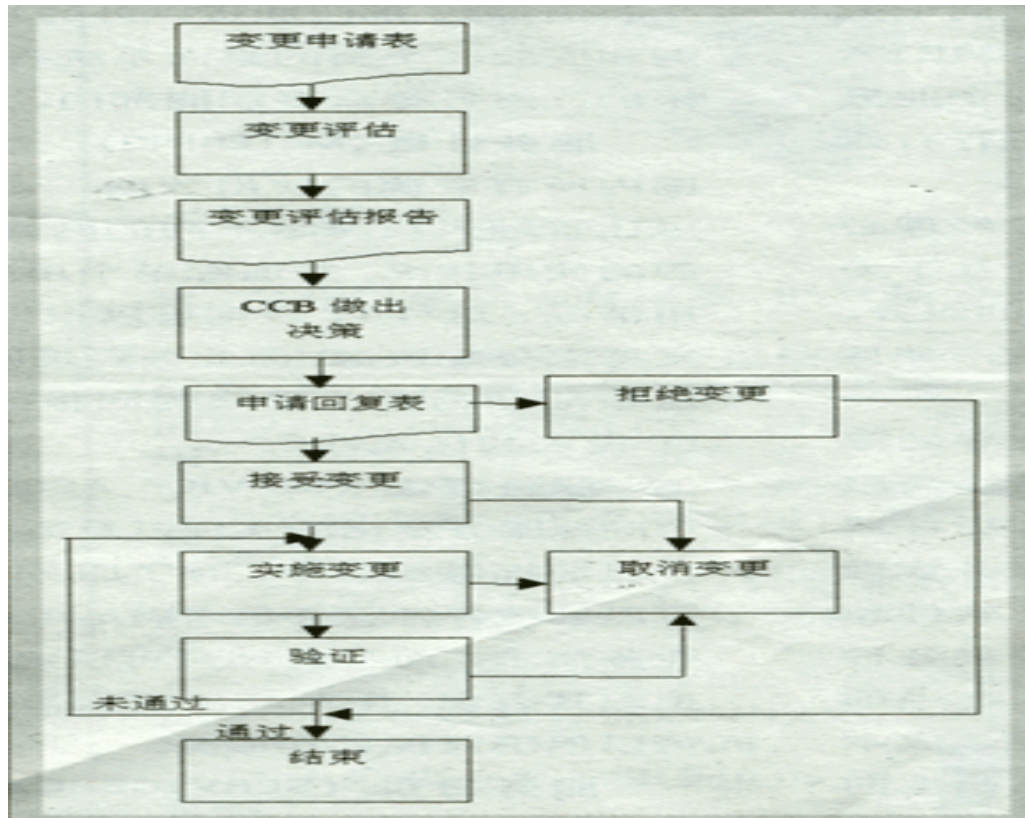 变更申请表
变更评估
变更评估报告
CCB 做出
决策
申请回复表
拒绝变更
接受变更
实施变更
取消变更
验证
未通过
通过
结束